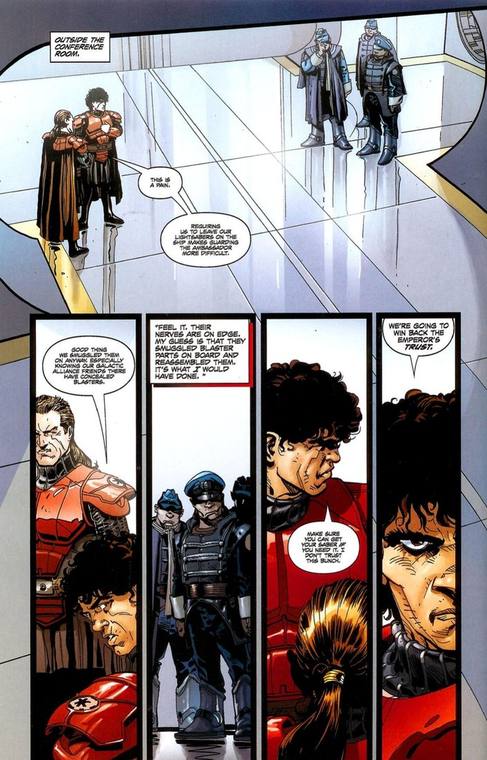 OUTSIDE THE
CONFERENCE
ROOM.
THIS IS
A PAIN.
REQUIRING
US TO LEAVE OUR
LIGHTSABERS ON THE
SHIP MAKES GUARDING
THE AMBASSADOR
MORE DIFFICULT.
GOOD THING
WE SMUGGLED THEM
ON ANYWAY, ESPECIALLY
KNOWING OUR GALACTIC
ALLIANCE FRIENDS THERE
HAVE CONCEALED
BLASTERS.
"FEEL IT. THEIR
NERVES ARE ON EDGE.
MY GUESS IS THAT THEY
SMUGGLED BLASTER
PARTS ON BOARD AND
REASSEMBLED THEM.
IT'S WHAT I WOULD
HAVE DONE."
MAKE SURE
YOU CAN GET
YOUR SABER IF
YOU NEED IT. I
DON'T TRUST
THIS BUNCH.
WE'RE GOING TO
WIN BACK THE
EMPEROR'S
TRUST.